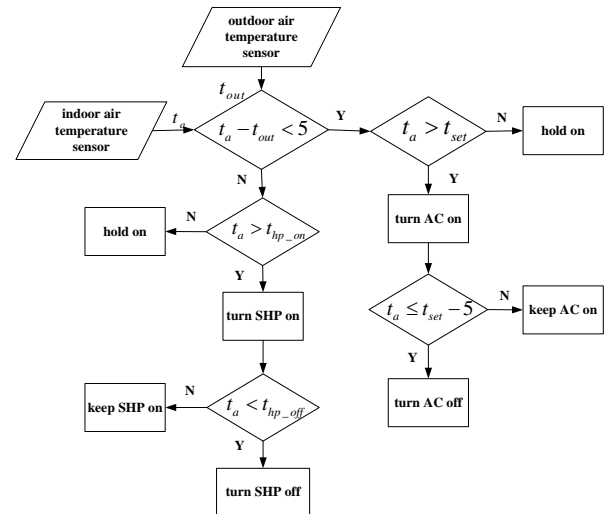 outdoor air
temperature
sensor
t_out
indoor air
temperature
sensor
t_a
t_a − t_out < 5
Y
t_a > t_set
N
hold on
N
Y
hold on
N
t_a > t_hp_on
turn AC on
Y
turn SHP on
t_a ≤ t_set − 5
N
keep AC on
Y
keep SHP on
N
t_a < t_hp_off
turn AC off
Y
turn SHP off